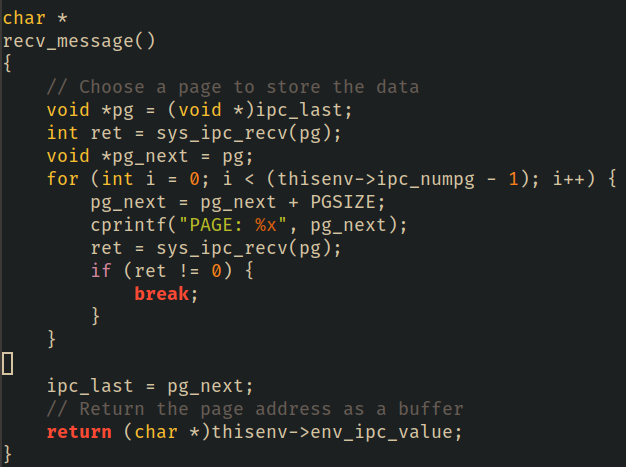 char *
recv_message()
{
    // Choose a page to store the data
    void *pg = (void *)ipc_last;
    int ret = sys_ipc_recv(pg);
    void *pg_next = pg;
    for (int i = 0; i < (thisenv->ipc_numpg - 1); i++) {
        pg_next = pg_next + PGSIZE;
        cprintf("PAGE: %x", pg_next);
        ret = sys_ipc_recv(pg);
        if (ret != 0) {
            break;
        }
    }
    ipc_last = pg_next;
    // Return the page address as a buffer
    return (char *)thisenv->env_ipc_value;
}